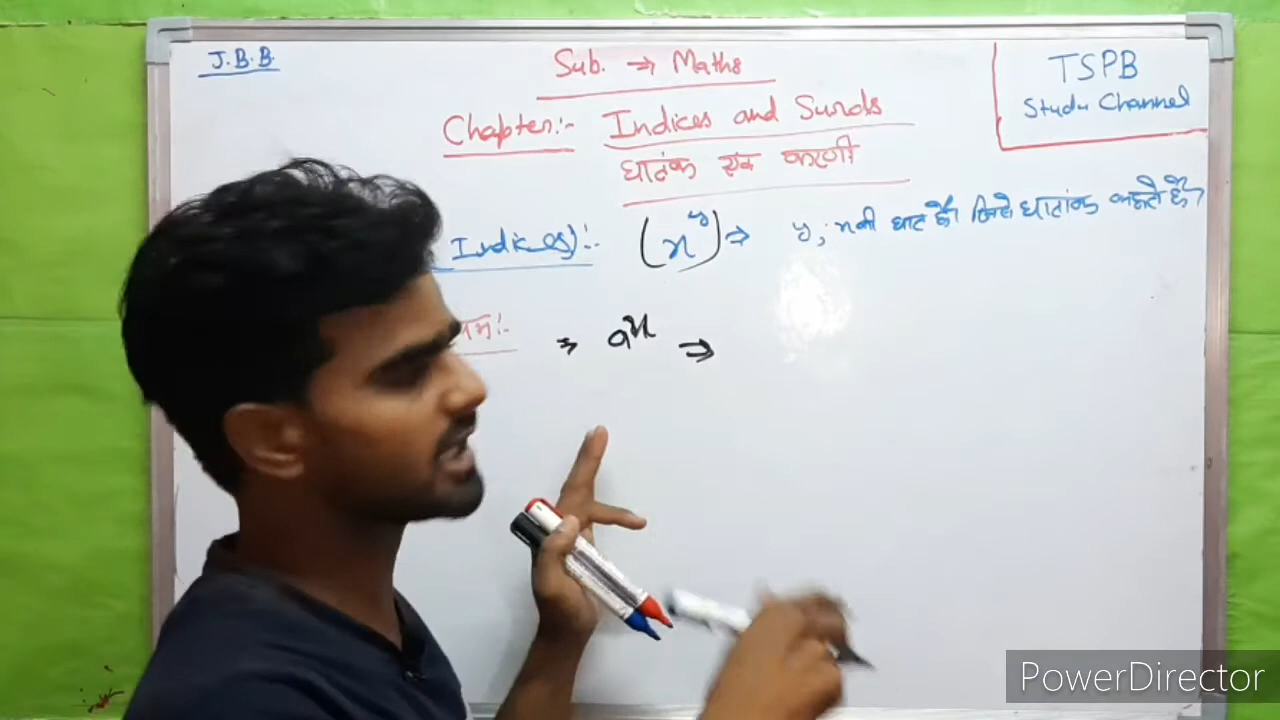 J.B.B.
Sub. → Maths
TSPB
Study Channel
Chapter:- Indices and Surds
घातांक एवं करणी
Indices):- (x^y) ⇒ y, x की घात है। जिसे घातांक कहते हैं।
⇒ a^x ⇒
PowerDirector